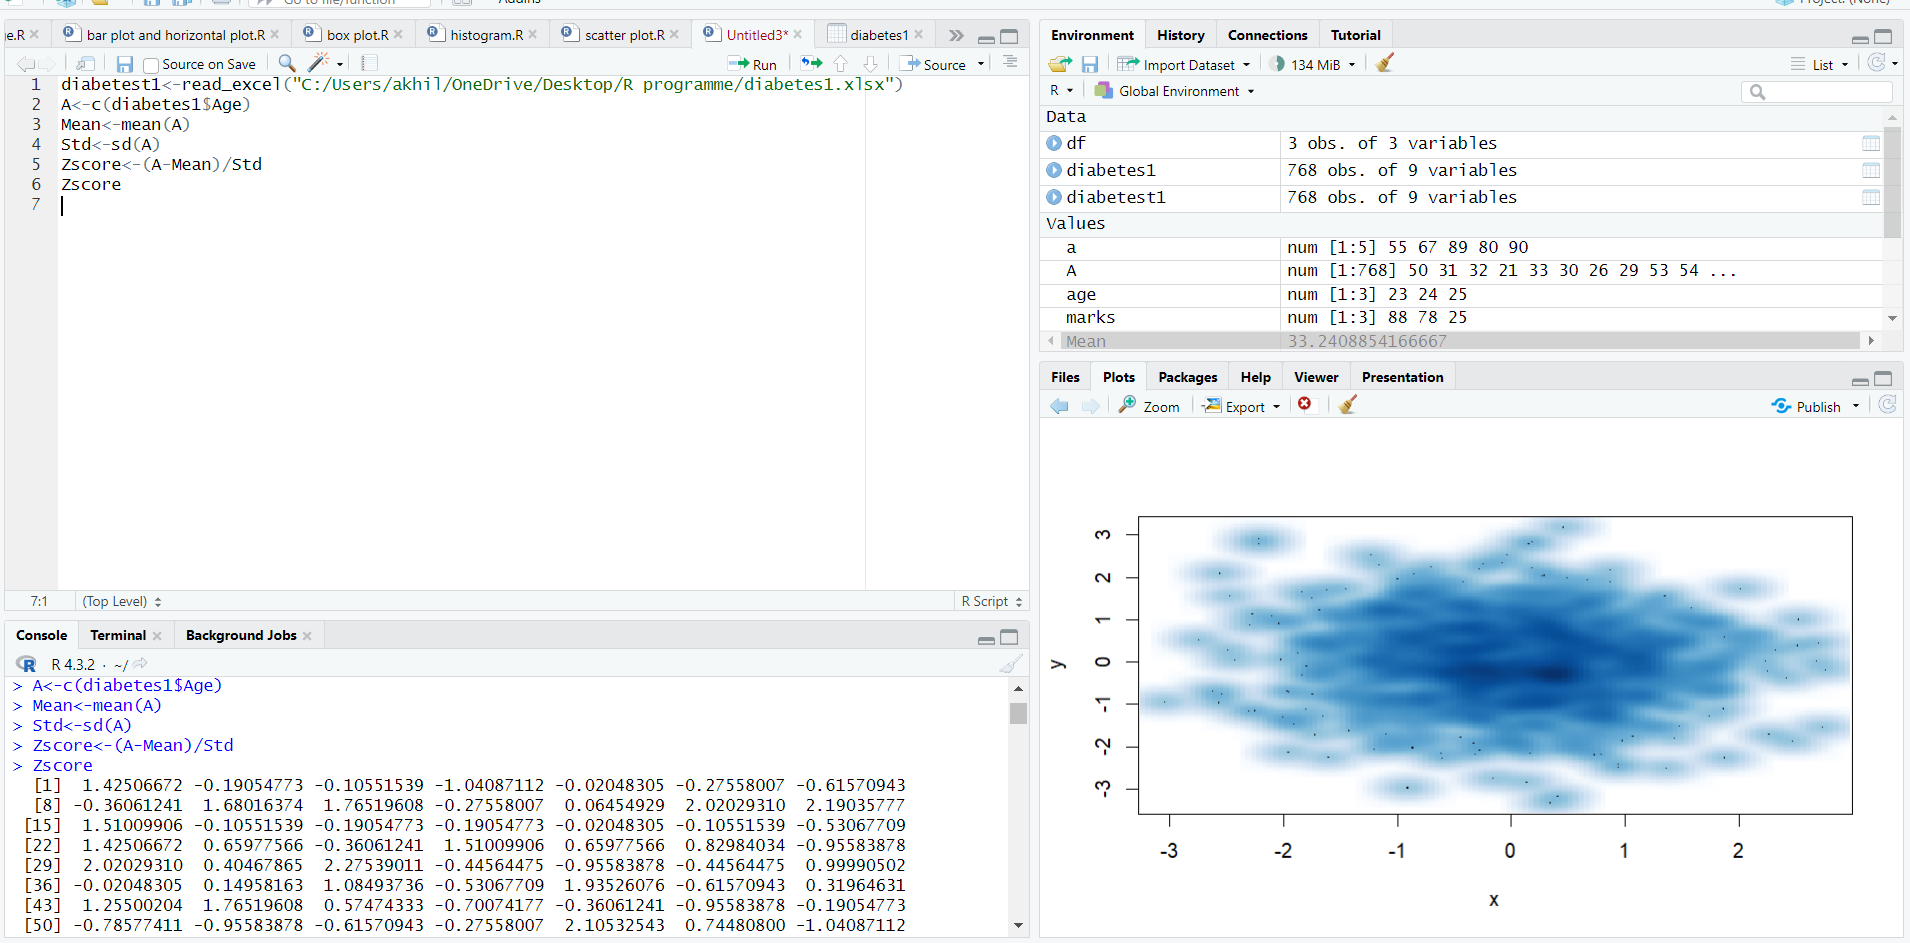 Go to file/function
Addins
Project: (None)
e.R
bar plot and horizontal plot.R
box plot.R
histogram.R
scatter plot.R
Untitled3*
diabetes1
Source on Save
Run
Source
1 diabetest1<-read_excel("C:/Users/akhil/OneDrive/Desktop/R programme/diabetes1.xlsx")
2 A<-c(diabetes1$Age)
3 Mean<-mean(A)
4 Std<-sd(A)
5 Zscore<-(A-Mean)/Std
6 Zscore
7
7:1 (Top Level) R Script
Console Terminal Background Jobs
R 4.3.2 · ~/
> A<-c(diabetes1$Age)
> Mean<-mean(A)
> Std<-sd(A)
> Zscore<-(A-Mean)/Std
> Zscore
[1] 1.42506672 -0.19054773 -0.10551539 -1.04087112 -0.02048305 -0.27558007 -0.61570943
[8] -0.36061241 1.68016374 1.76519608 -0.27558007 0.06454929 2.02029310 2.19035777
[15] 1.51009906 -0.10551539 -0.19054773 -0.19054773 -0.02048305 -0.10551539 -0.53067709
[22] 1.42506672 0.65977566 -0.36061241 1.51009906 0.65977566 0.82984034 -0.95583878
[29] 2.02029310 0.40467865 2.27539011 -0.44564475 -0.95583878 -0.44564475 0.99990502
[36] -0.02048305 0.14958163 1.08493736 -0.53067709 1.93526076 -0.61570943 0.31964631
[43] 1.25500204 1.76519608 0.57474333 -0.70074177 -0.36061241 -0.95583878 -0.19054773
[50] -0.78577411 -0.95583878 -0.61570943 -0.27558007 2.10532543 0.74480800 -1.04087112
Environment History Connections Tutorial
Import Dataset 134 MiB List
R Global Environment
Data
df 3 obs. of 3 variables
diabetes1 768 obs. of 9 variables
diabetest1 768 obs. of 9 variables
Values
a num [1:5] 55 67 89 80 90
A num [1:768] 50 31 32 21 33 30 26 29 53 54 ...
age num [1:3] 23 24 25
marks num [1:3] 88 78 25
Mean 33.2408854166667
Files Plots Packages Help Viewer Presentation
Zoom Export Publish
3
2
1
0
-1
-2
-3
y
-3 -2 -1 0 1 2
x